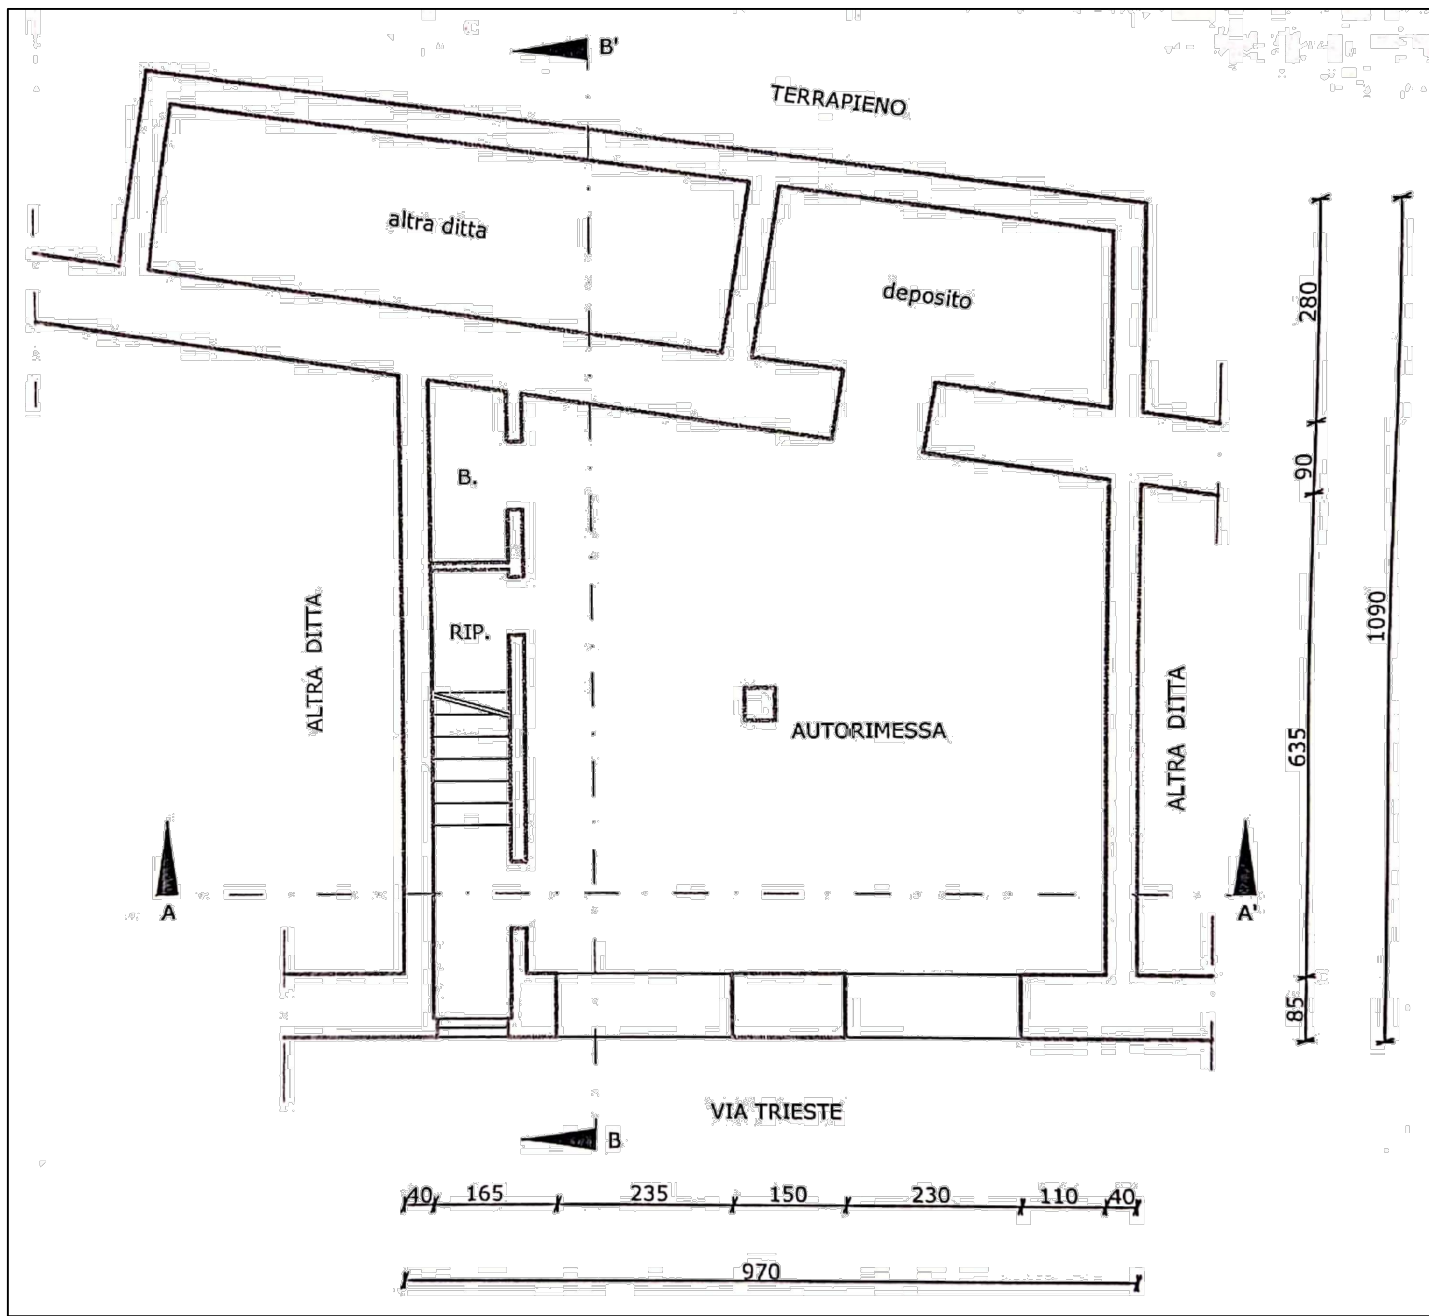 B'
TERRAPIENO
altra ditta
deposito
280
B.
90
RIP.
ALTRA DITTA
1090
AUTORIMESSA
ALTRA DITTA
635
A
A'
85
VIA TRIESTE
B
40 165 235 150 230 110 40
970